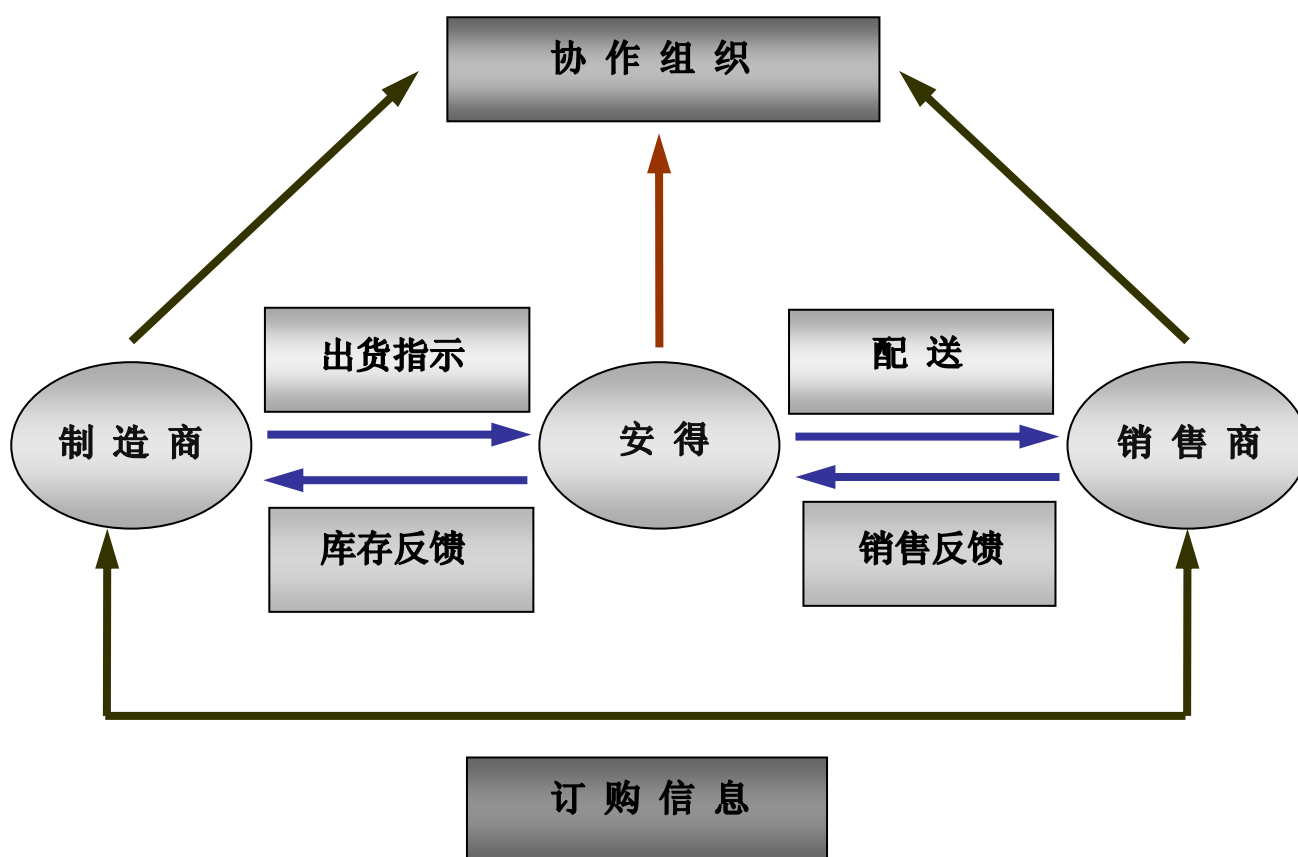 协 作 组 织
出货指示
配 送
制 造 商
安 得
销 售 商
库存反馈
销售反馈
订 购 信 息